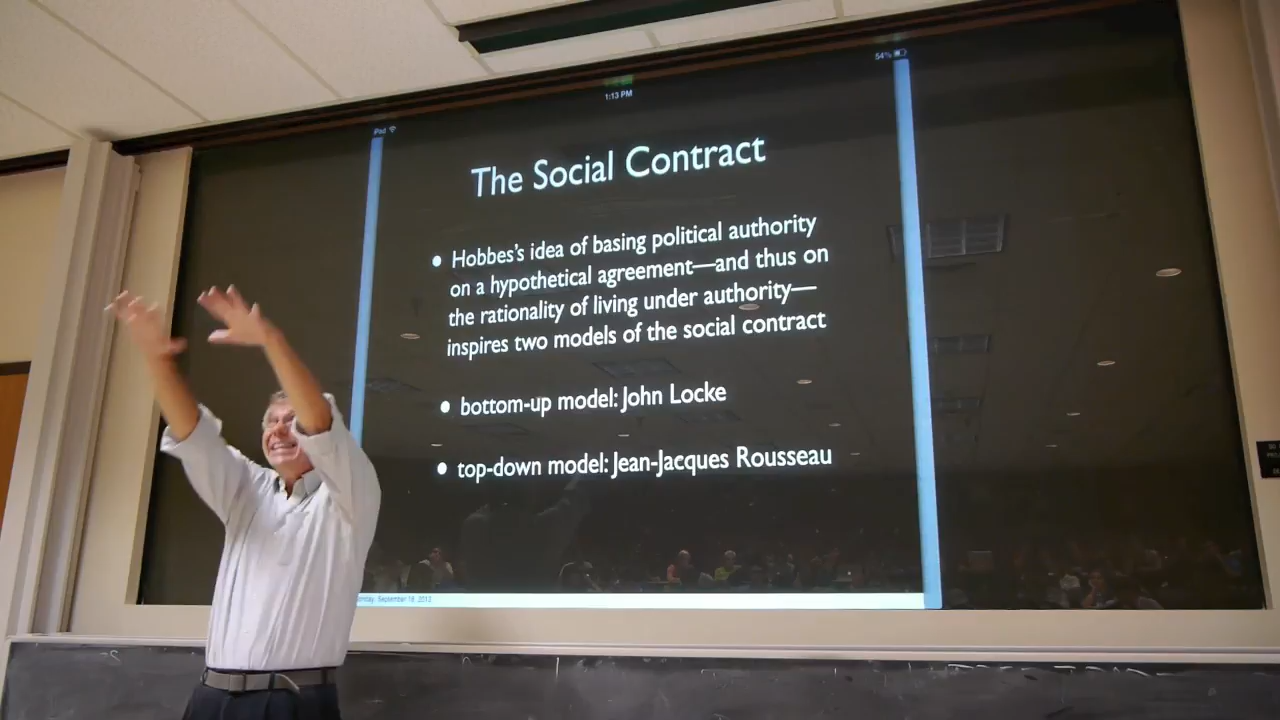 iPad
1:13 PM
54%
The Social Contract
• Hobbes's idea of basing political authority
on a hypothetical agreement—and thus on
the rationality of living under authority—
inspires two models of the social contract
• bottom-up model: John Locke
• top-down model: Jean-Jacques Rousseau